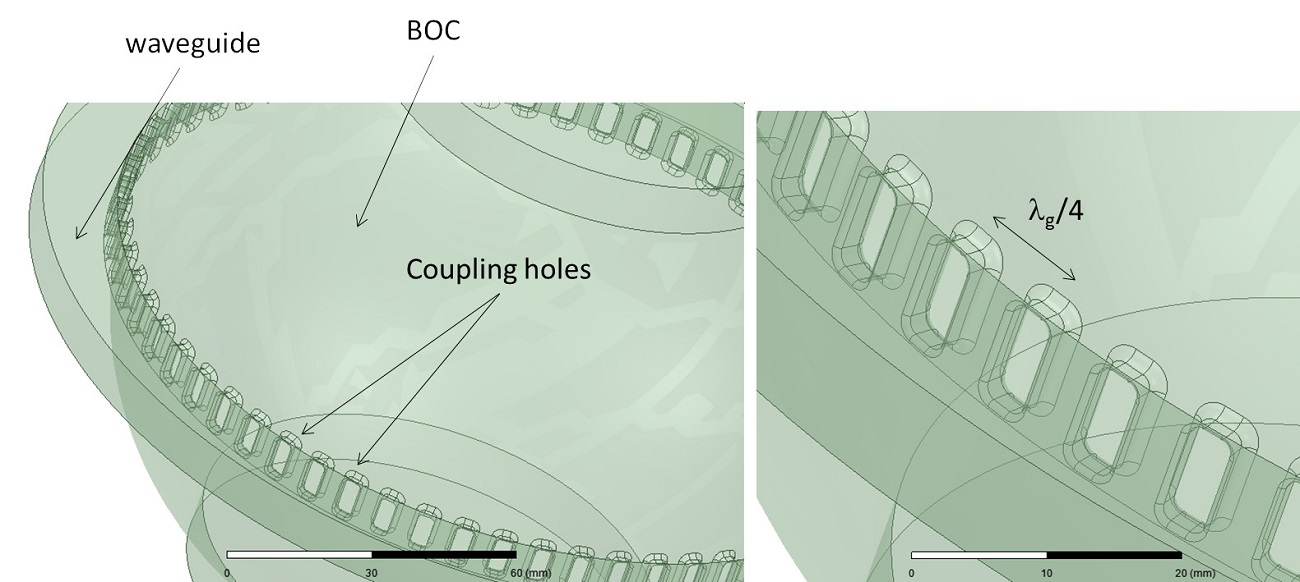 waveguide
BOC
Coupling holes
λg/4
0 30 60 (mm)
0 10 20 (mm)